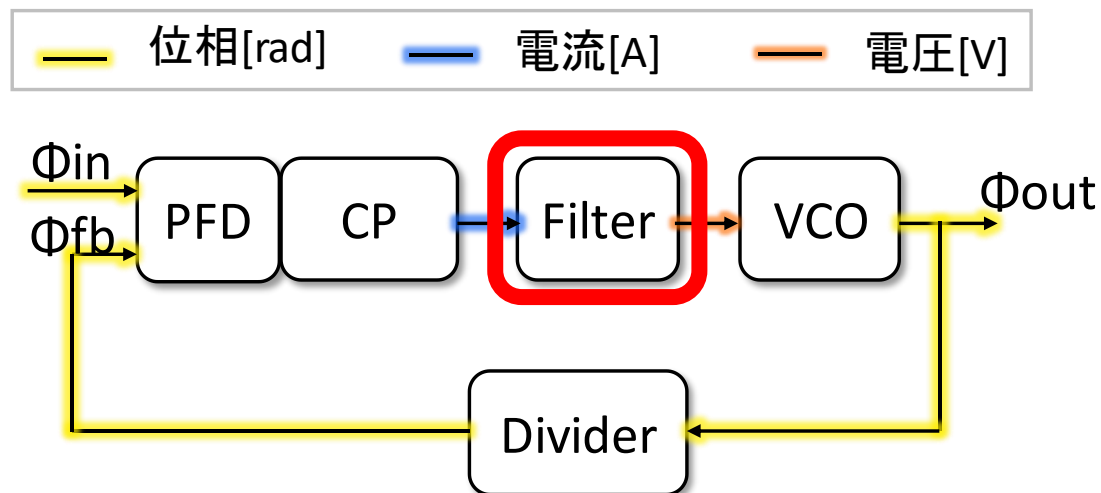 位相[rad] 電流[A] 電圧[V]
Φin
Φfb
PFD CP Filter VCO
Φout
Divider